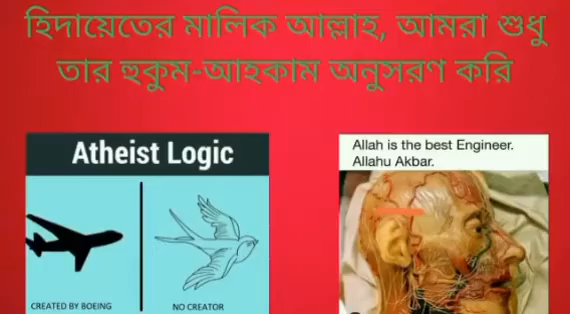 হিদায়েতের মালিক আল্লাহ, আমরা শুধু
তার হুকুম-আহকাম অনুসরণ করি
Atheist Logic
CREATED BY BOEING
NO CREATOR
Allah is the best Engineer.
Allahu Akbar.